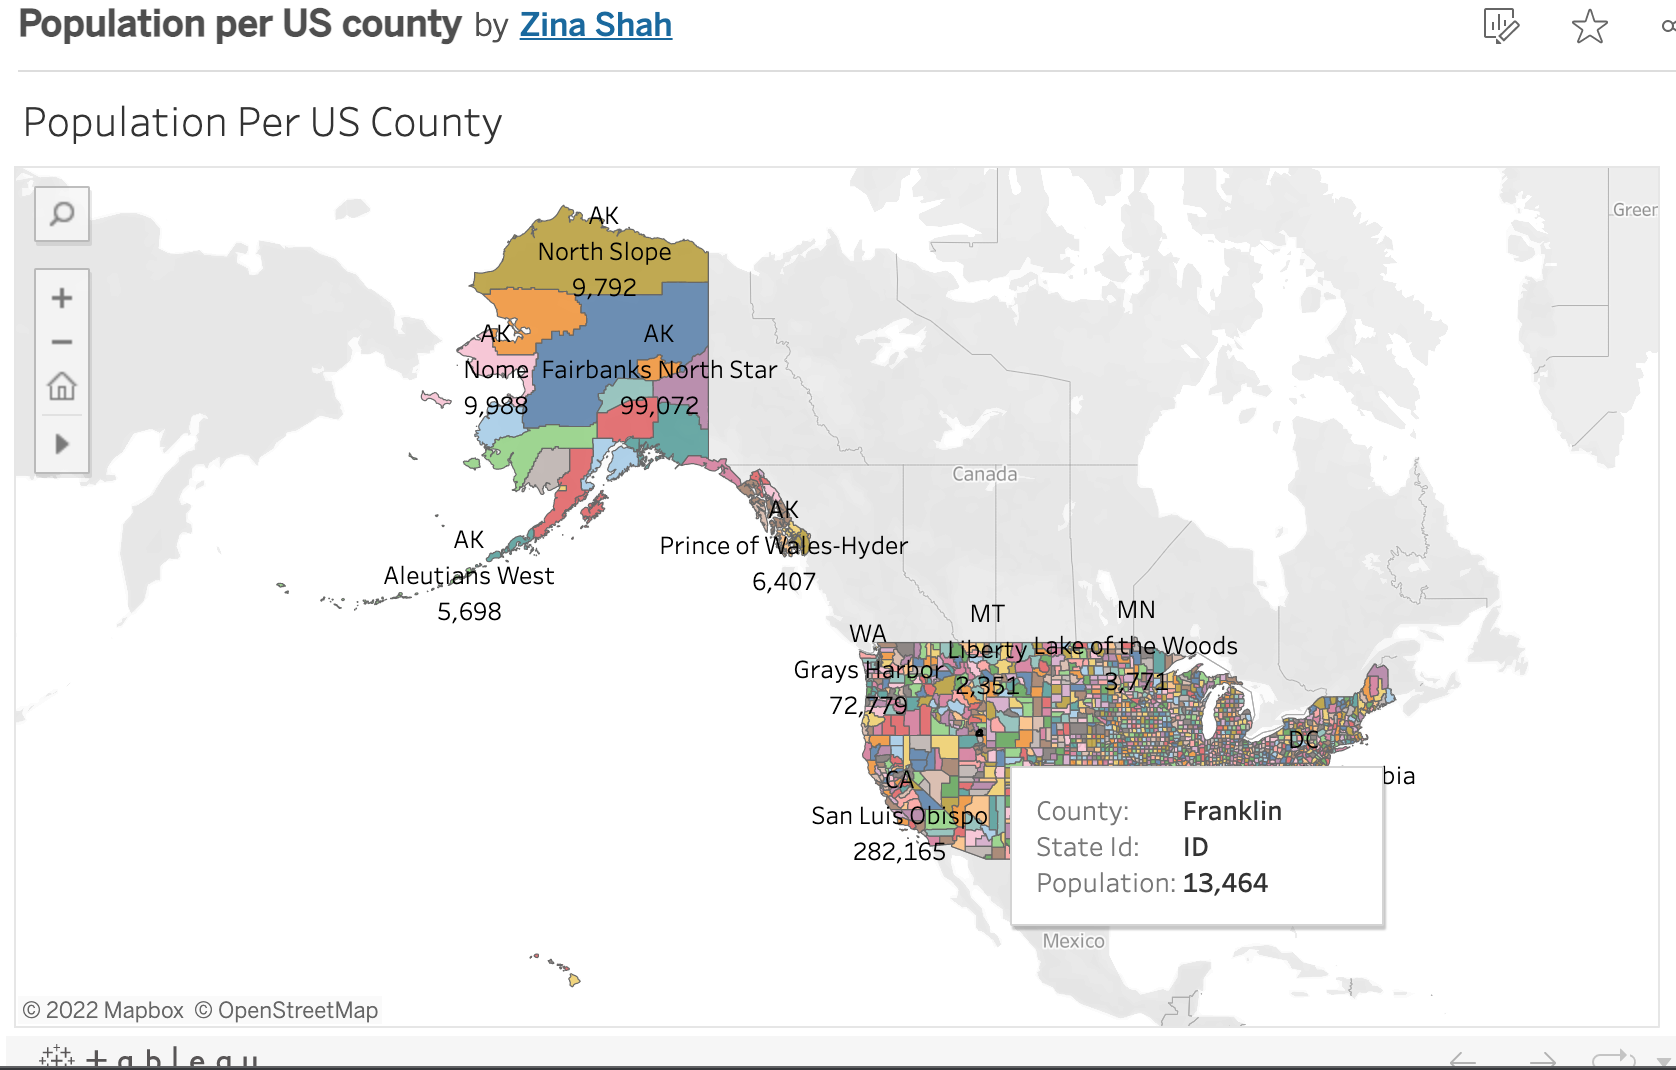 Population per US county by Zina Shah
Population Per US County
Greer
AK
North Slope
9,792
AK
Nome
9,988
AK
Fairbanks North Star
99,072
Canada
AK
Prince of Wales-Hyder
6,407
AK
Aleutians West
5,698
WA
Grays Harbor
72,779
MT
Liberty
2,351
MN
Lake of the Woods
3,771
DC
bia
CA
San Luis Obispo
282,165
County: Franklin
State Id: ID
Population: 13,464
Mexico
© 2022 Mapbox © OpenStreetMap
+ableau